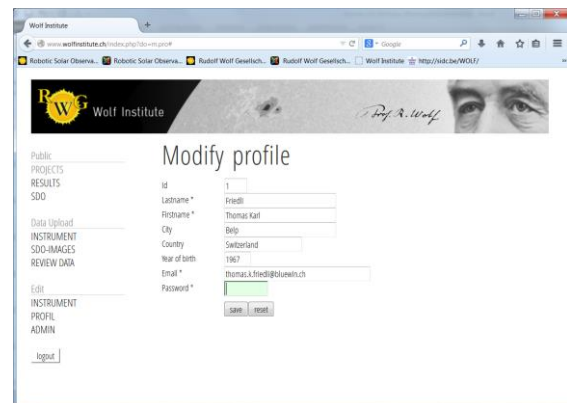 Wolf Institute
www.wolfinstitute.ch/index.php?do=m.pro#
Google
Robotic Solar Observa... Robotic Solar Observa... Rudolf Wolf Gesellsch... Rudolf Wolf Gesellsch... Wolf Institute http://sidc.be/WOLF/
RWG Wolf Institute Prof. R. Wolf
Modify profile
Public
PROJECTS
RESULTS
SDO
Data Upload
INSTRUMENT
SDO-IMAGES
REVIEW DATA
Edit
INSTRUMENT
PROFIL
ADMIN
logout
Id 1
Lastname * Friedli
Firstname * Thomas Karl
City Belp
Country Switzerland
Year of birth 1967
Email * thomas.k.friedli@bluewin.ch
Password *
save reset